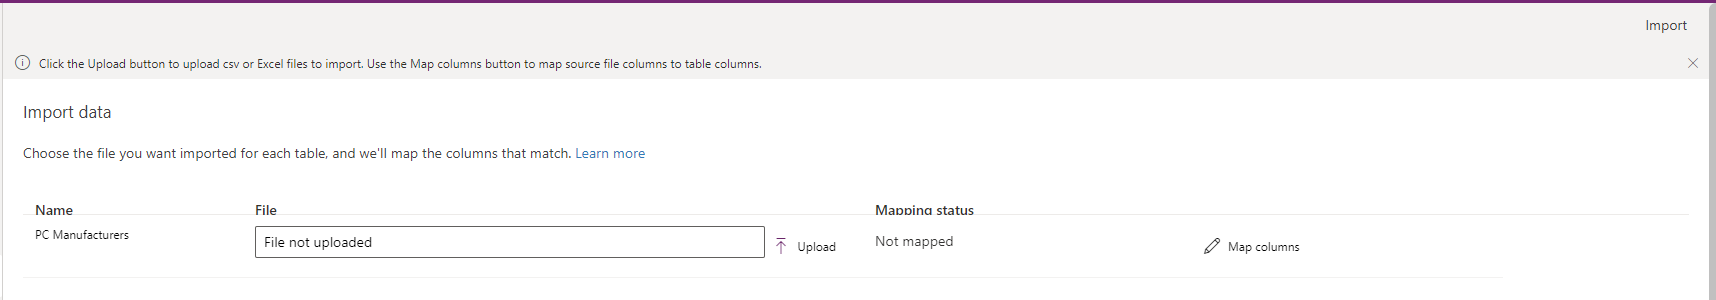 Import
Click the Upload button to upload csv or Excel files to import. Use the Map columns button to map source file columns to table columns.
Import data
Choose the file you want imported for each table, and we'll map the columns that match. Learn more
Name File Mapping status
PC Manufacturers File not uploaded Upload Not mapped Map columns